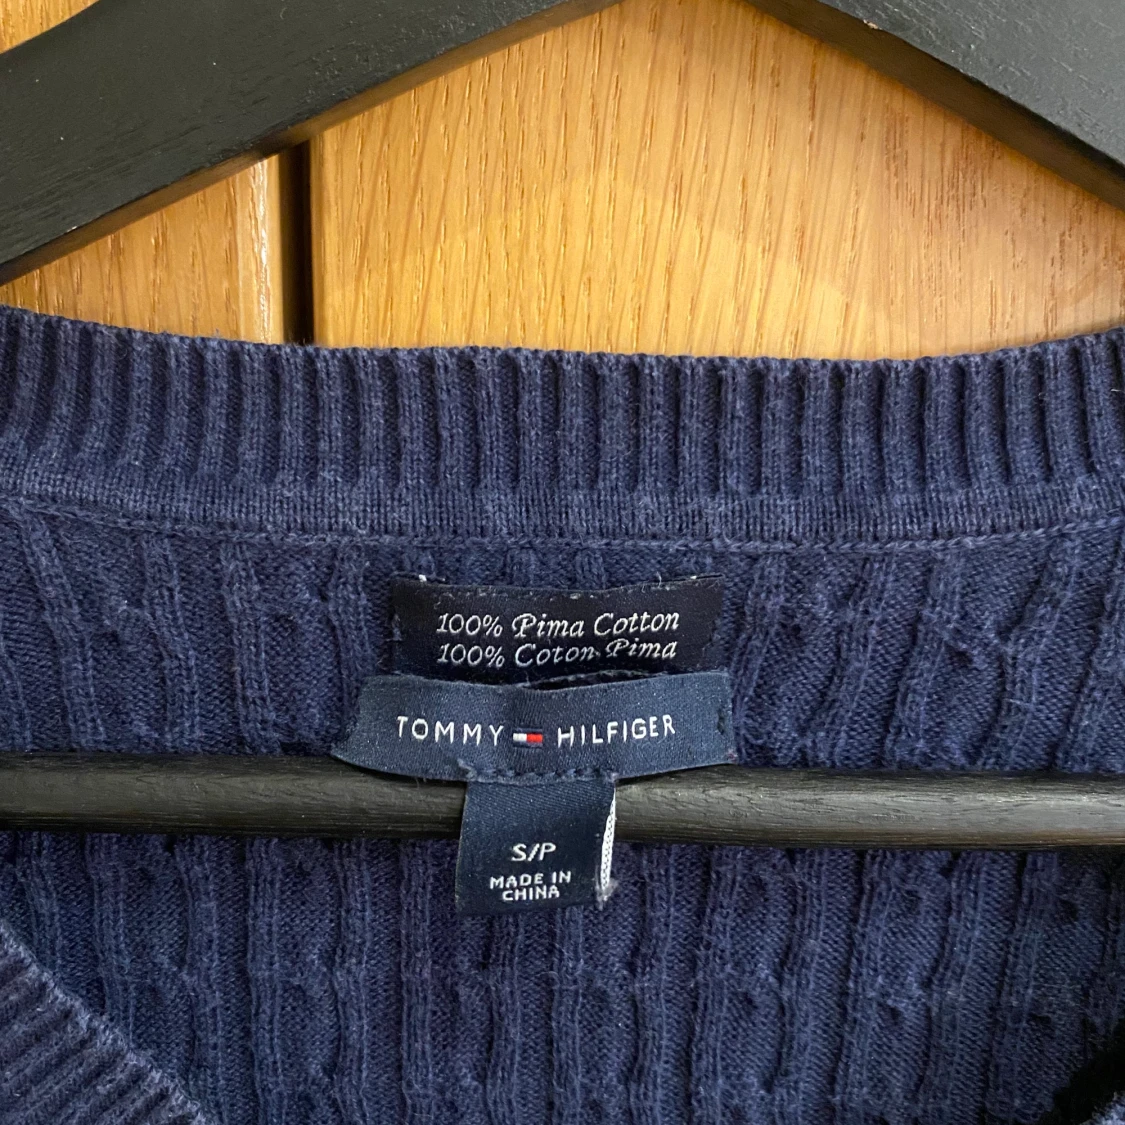 100% Pima Cotton
100% Coton Pima
TOMMY HILFIGER
S/P
MADE IN
CHINA